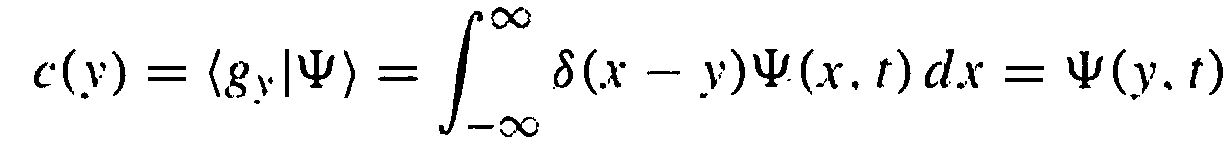 c(y) = ⟨g_y|Ψ⟩ = ∫_{-∞}^{∞} δ(x − y)Ψ(x, t) dx = Ψ(y, t)